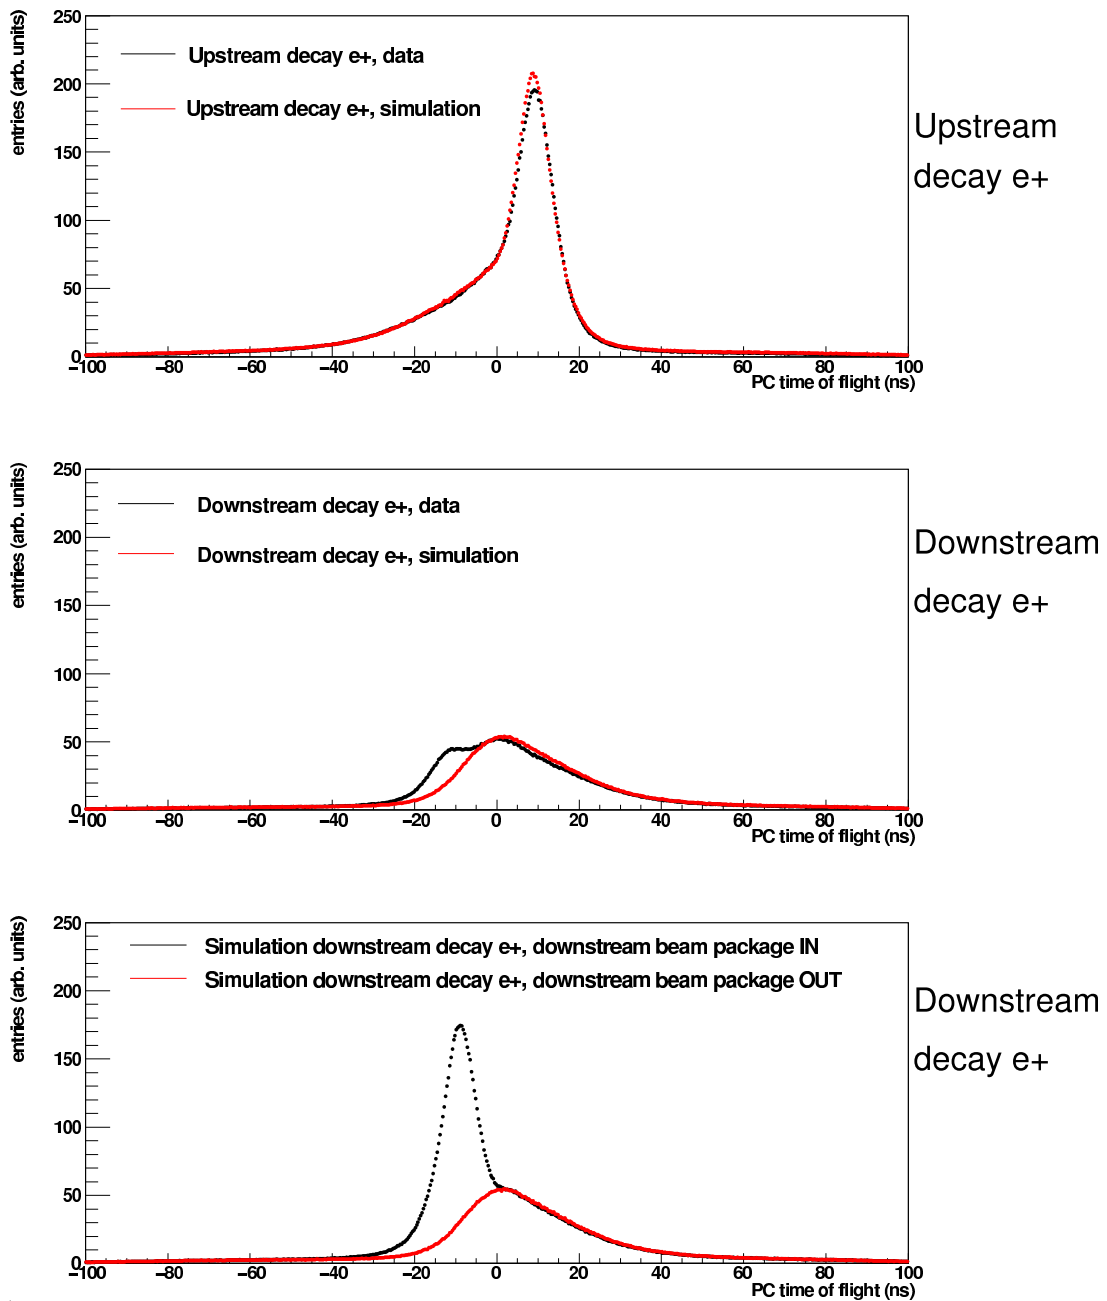 250
200
150
100
50
0
entries (arb. units)
Upstream decay e+, data
Upstream decay e+, simulation
−100 −80 −60 −40 −20 0 20 40 60 80 100
PC time of flight (ns)
Upstream
decay e+
250
200
150
100
50
0
entries (arb. units)
Downstream decay e+, data
Downstream decay e+, simulation
−100 −80 −60 −40 −20 0 20 40 60 80 100
PC time of flight (ns)
Downstream
decay e+
250
200
150
100
50
0
entries (arb. units)
Simulation downstream decay e+, downstream beam package IN
Simulation downstream decay e+, downstream beam package OUT
−100 −80 −60 −40 −20 0 20 40 60 80 100
PC time of flight (ns)
Downstream
decay e+